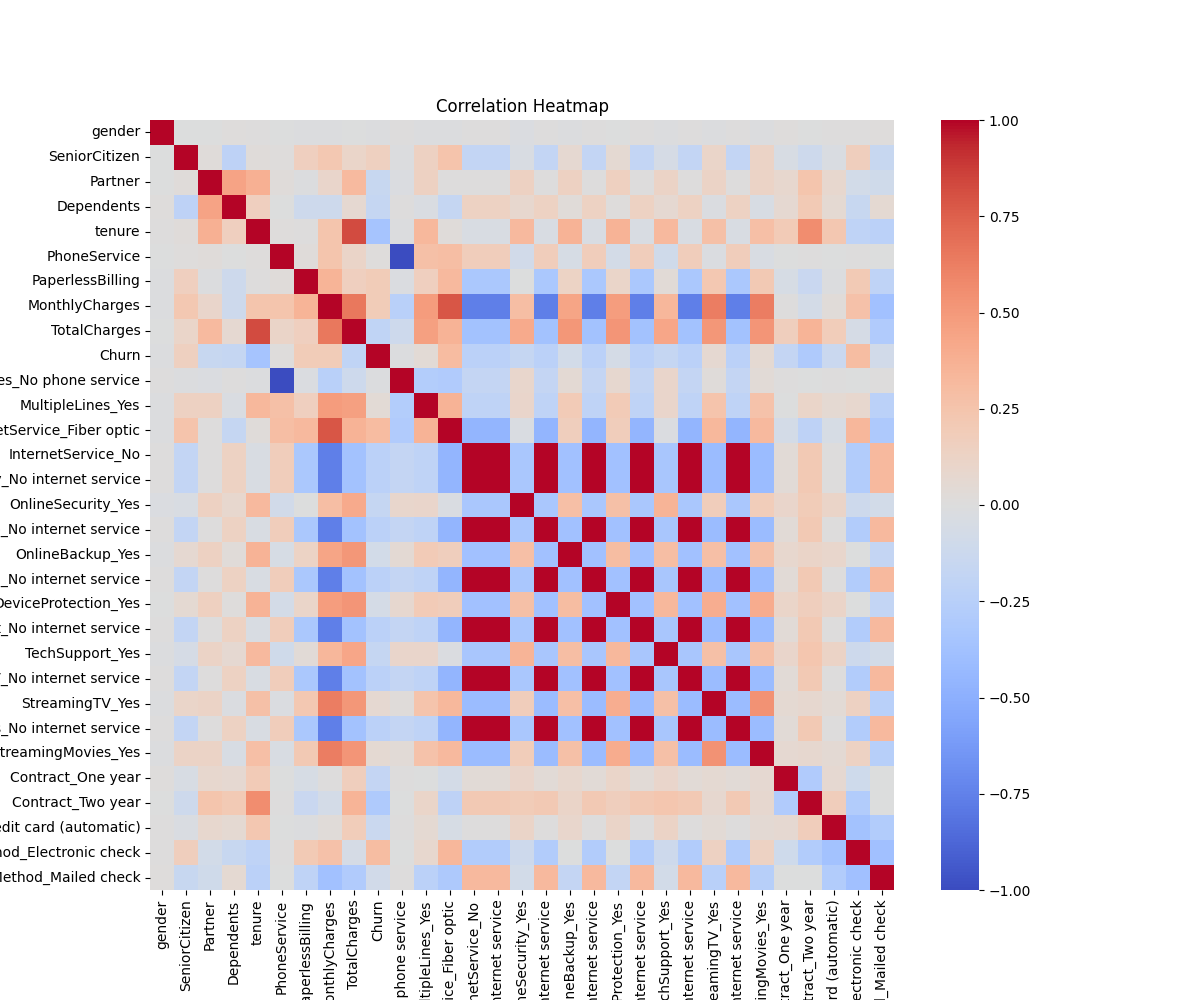 Correlation Heatmap
gender
SeniorCitizen
Partner
Dependents
tenure
PhoneService
PaperlessBilling
MonthlyCharges
TotalCharges
Churn
es_No phone service
MultipleLines_Yes
etService_Fiber optic
InternetService_No
_No internet service
OnlineSecurity_Yes
_No internet service
OnlineBackup_Yes
_No internet service
DeviceProtection_Yes
_No internet service
TechSupport_Yes
_No internet service
StreamingTV_Yes
_No internet service
StreamingMovies_Yes
Contract_One year
Contract_Two year
edit card (automatic)
hod_Electronic check
Method_Mailed check
1.00
0.75
0.50
0.25
0.00
−0.25
−0.50
−0.75
−1.00
gender
SeniorCitizen
Partner
Dependents
tenure
PhoneService
aperlessBilling
onthlyCharges
TotalCharges
Churn
phone service
ltipleLines_Yes
ice_Fiber optic
netService_No
nternet service
neSecurity_Yes
nternet service
neBackup_Yes
nternet service
Protection_Yes
nternet service
chSupport_Yes
nternet service
eamingTV_Yes
nternet service
ingMovies_Yes
tract_One year
tract_Two year
rd (automatic)
ectronic check
d_Mailed check